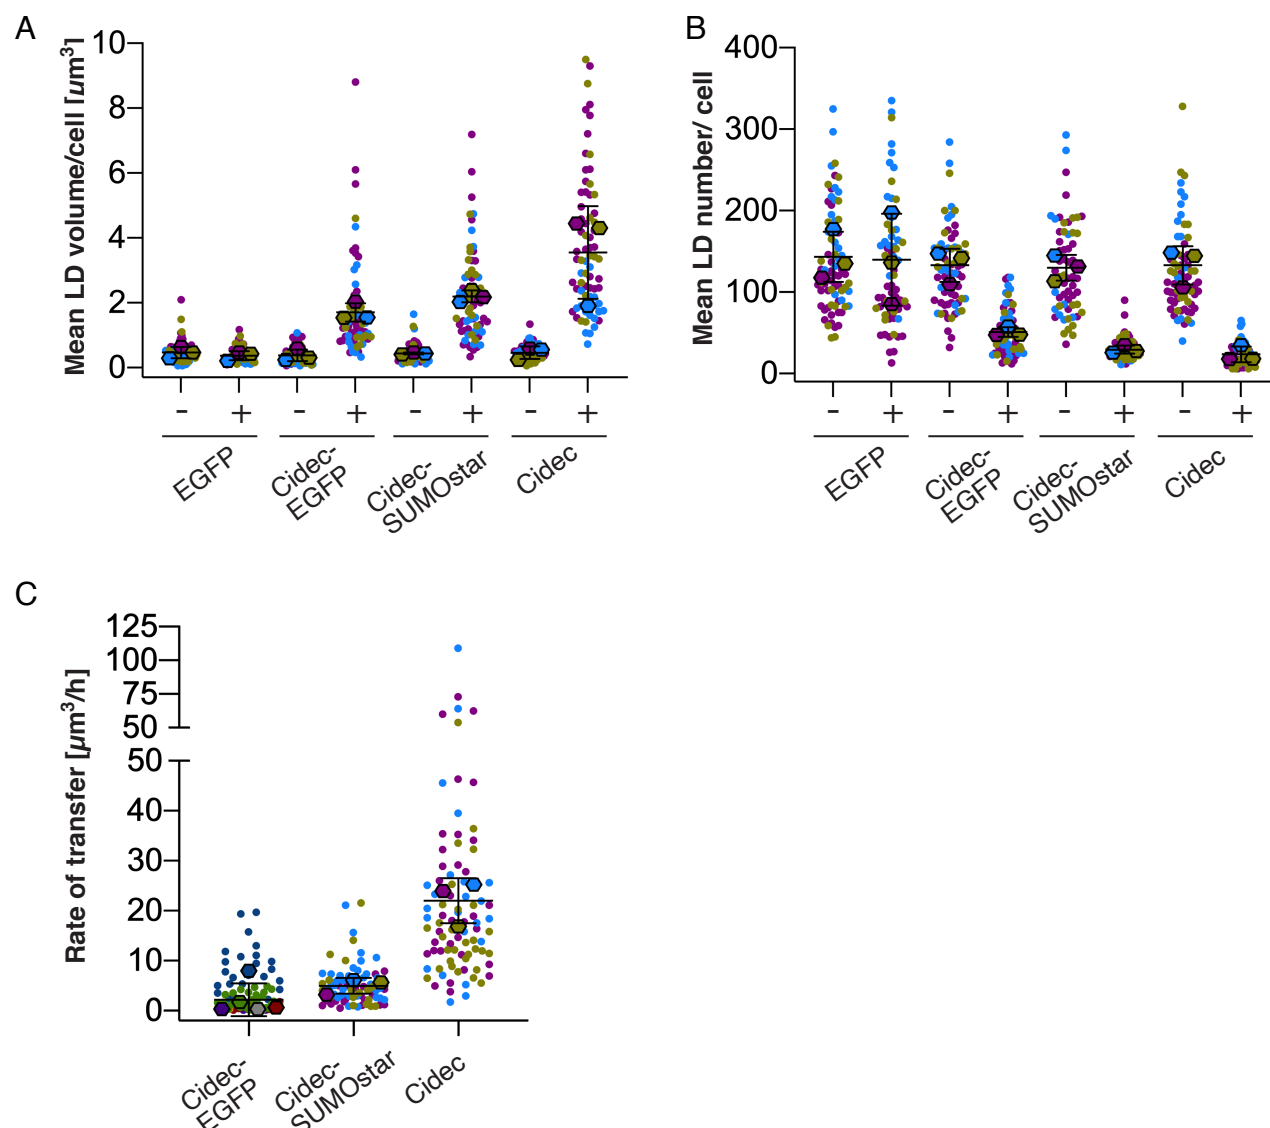 A
Mean LD volume/cell [µm³]
10
8
6
4
2
0
- + - + - + - +
EGFP
Cidec-
EGFP
Cidec-
SUMOstar
Cidec
B
Mean LD number/ cell
400
300
200
100
0
- + - + - + - +
EGFP
Cidec-
EGFP
Cidec-
SUMOstar
Cidec
C
Rate of transfer [µm³/h]
125
100
75
50
50
40
30
20
10
0
Cidec-
EGFP
Cidec-
SUMOstar
Cidec